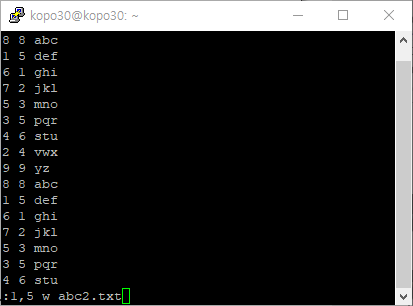 kopo30@kopo30: ~
8 8 abc
1 5 def
6 1 ghi
7 2 jkl
5 3 mno
3 5 pqr
4 6 stu
2 4 vwx
9 9 yz
8 8 abc
1 5 def
6 1 ghi
7 2 jkl
5 3 mno
3 5 pqr
4 6 stu
:1,5 w abc2.txt